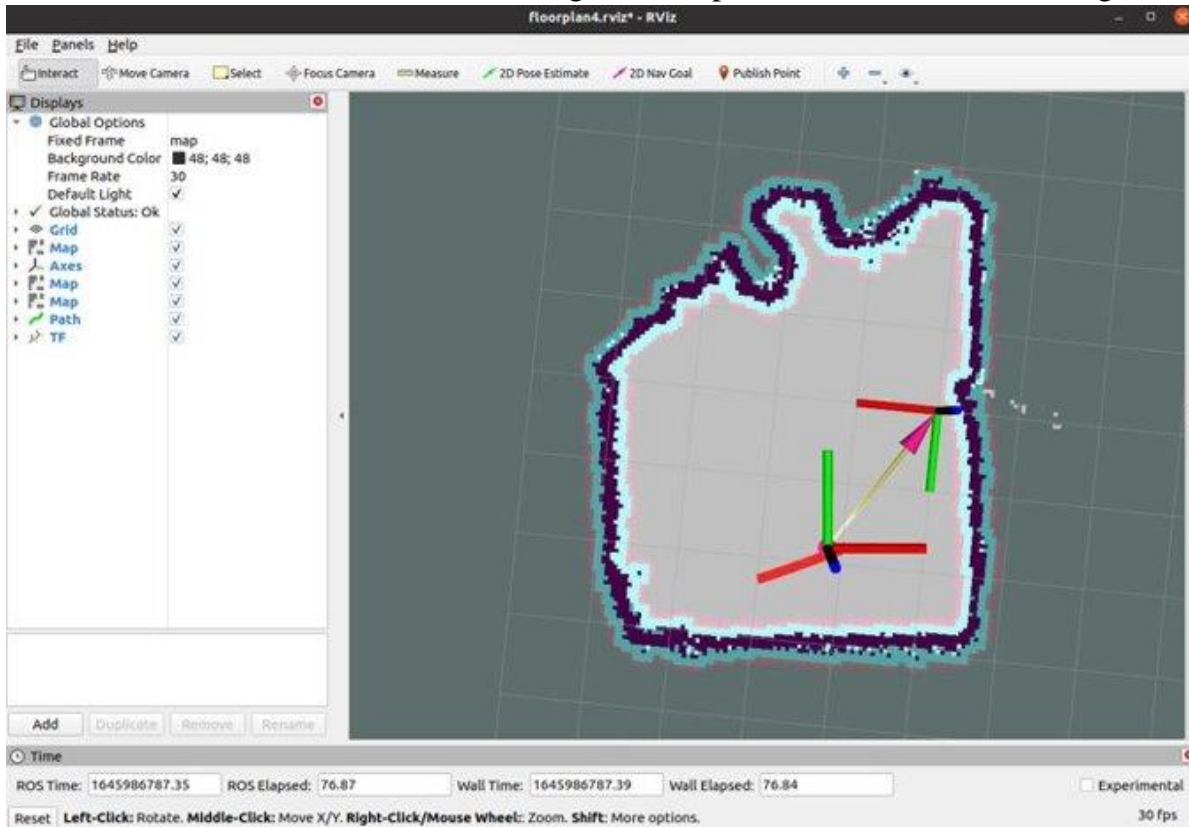 floorplan4.rviz* - RViz
File Panels Help
Interact Move Camera Select Focus Camera Measure 2D Pose Estimate 2D Nav Goal Publish Point
Displays
Global Options
Fixed Frame map
Background Color 48; 48; 48
Frame Rate 30
Default Light
Global Status: Ok
Grid
Map
Axes
Map
Map
Path
TF
Add Duplicate Remove Rename
Time
ROS Time: 1645986787.35 ROS Elapsed: 76.87 Wall Time: 1645986787.39 Wall Elapsed: 76.84 Experimental
Reset Left-Click: Rotate. Middle-Click: Move X/Y. Right-Click/Mouse Wheel:: Zoom. Shift: More options. 30 fps